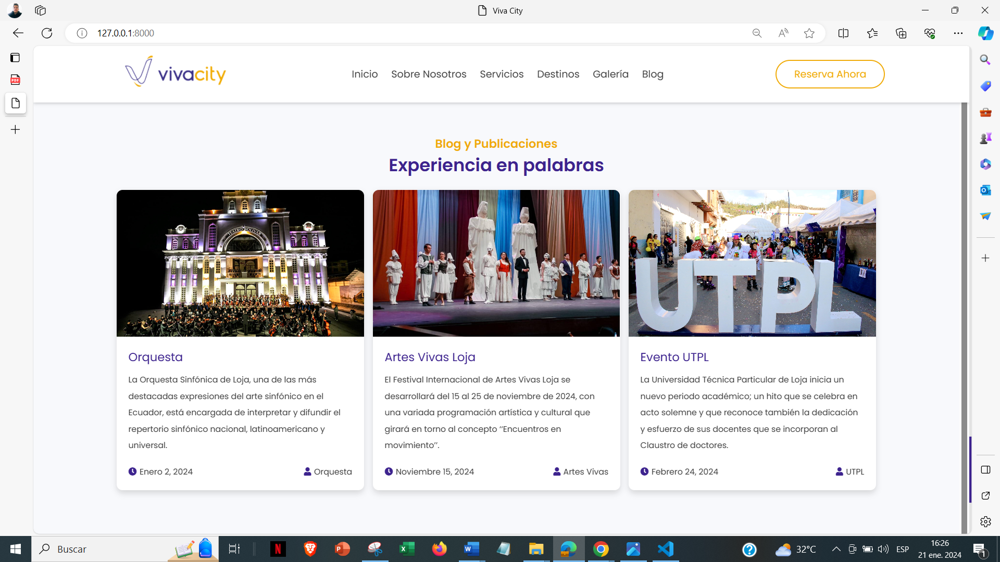 Viva City
127.0.0.1:8000
vivacity
Inicio
Sobre Nosotros
Servicios
Destinos
Galería
Blog
Reserva Ahora
Blog y Publicaciones
Experiencia en palabras
TEATRO BOLIVAR
UTPL
Orquesta
La Orquesta Sinfónica de Loja, una de las más
destacadas expresiones del arte sinfónico en el
Ecuador, está encargada de interpretar y difundir el
repertorio sinfónico nacional, latinoamericano y
universal.
Enero 2, 2024
Orquesta
Artes Vivas Loja
El Festival Internacional de Artes Vivas Loja se
desarrollará del 15 al 25 de noviembre de 2024, con
una variada programación artística y cultural que
girará en torno al concepto “Encuentros en
movimiento”.
Noviembre 15, 2024
Artes Vivas
Evento UTPL
La Universidad Técnica Particular de Loja inicia un
nuevo periodo académico; un hito que se celebra en
acto solemne y que reconoce también la dedicación
y esfuerzo de sus docentes que se incorporan al
Claustro de doctores.
Febrero 24, 2024
UTPL
Buscar
32°C
ESP
16:26
21 ene. 2024
1